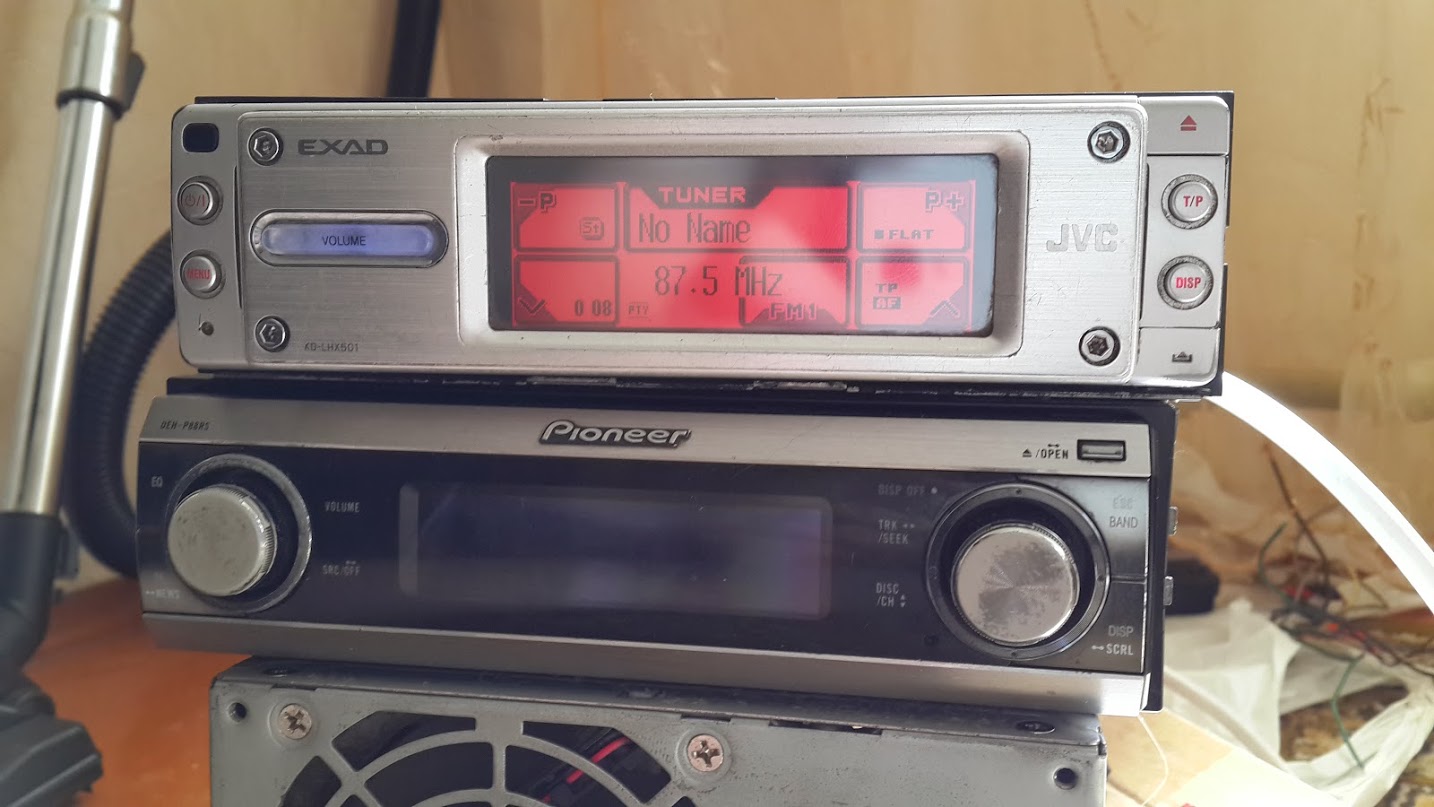 EXAD
⏻/I
VOLUME
MENU
KD-LHX501
–P
St
TUNER
No Name
P+
FLAT
87.5 MHz
0 08
PTY
FM1
TP
AF
JVC
T/P
DISP
DEH-P88RS
Pioneer
▲/OPEN
EQ
VOLUME
SRC/OFF
NEWS
DISP OFF
TRK
/SEEK
DISC
/CH
ESC
BAND
DISP
SCRL